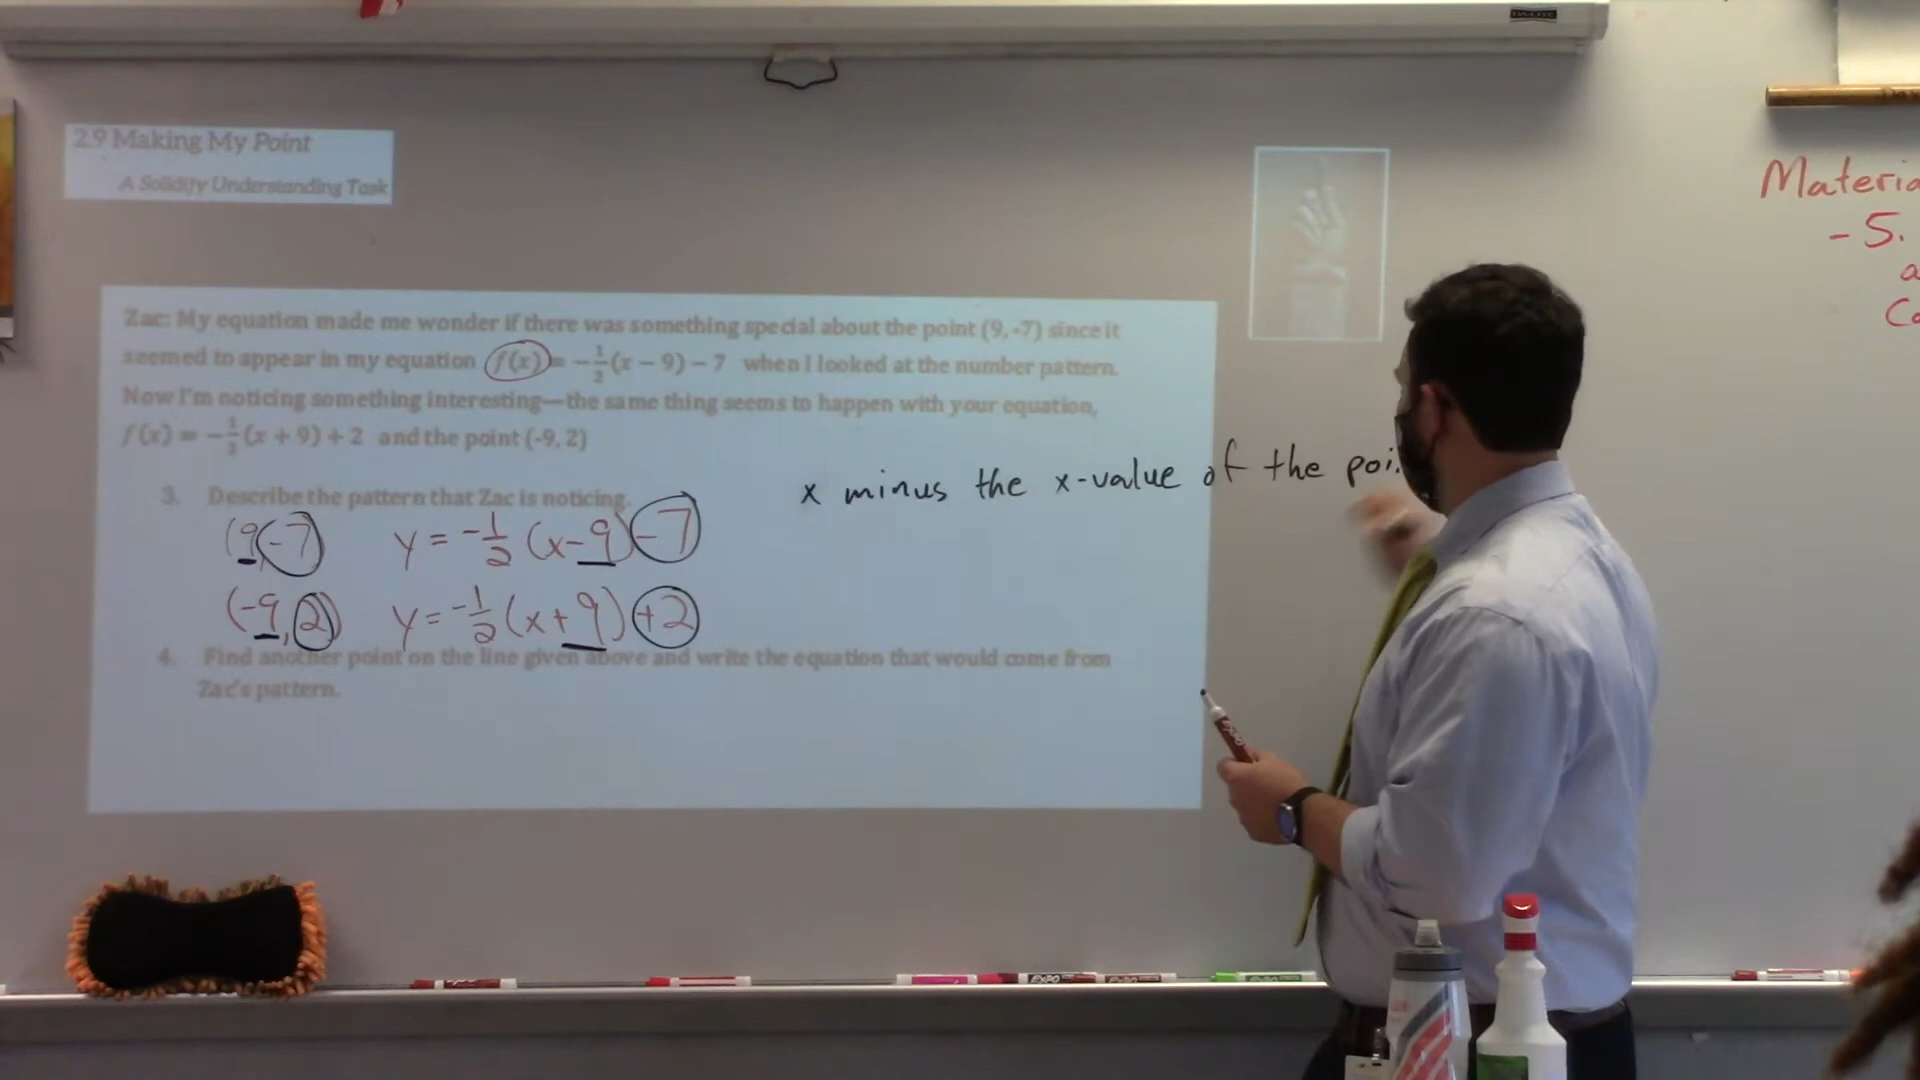 2.9 Making My Point
A Solidify Understanding Task
Zac: My equation made me wonder if there was something special about the point (9, -7) since it
seemed to appear in my equation f(x) = -1/2(x - 9) - 7 when I looked at the number pattern.
Now I'm noticing something interesting—the same thing seems to happen with your equation,
f(x) = -1/2(x + 9) + 2 and the point (-9, 2)
3. Describe the pattern that Zac is noticing.
(9, -7) y = -1/2 (x-9) -7
(-9, 2) y = -1/2 (x+9) +2
x minus the x-value of the poi
4. Find another point on the line given above and write the equation that would come from
Zac's pattern.
Materia
- 5.
a
Co
EXPO